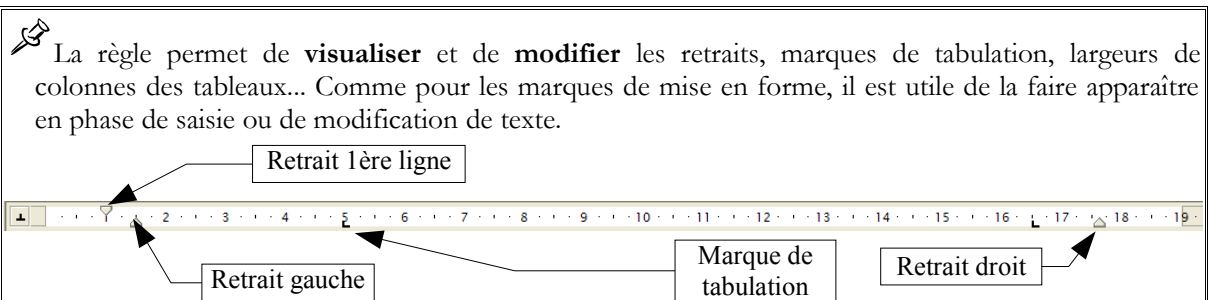 La règle permet de visualiser et de modifier les retraits, marques de tabulation, largeurs de
colonnes des tableaux... Comme pour les marques de mise en forme, il est utile de la faire apparaître
en phase de saisie ou de modification de texte.
Retrait 1ère ligne
1 2 3 4 5 6 7 8 9 10 11 12 13 14 15 16 17 18 19
Retrait gauche
Marque de
tabulation
Retrait droit